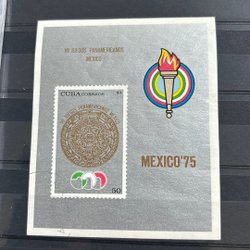 VII JUEGOS PANAMERICANOS
MEXICO
CUBA CORREOS
50
MEXICO'75